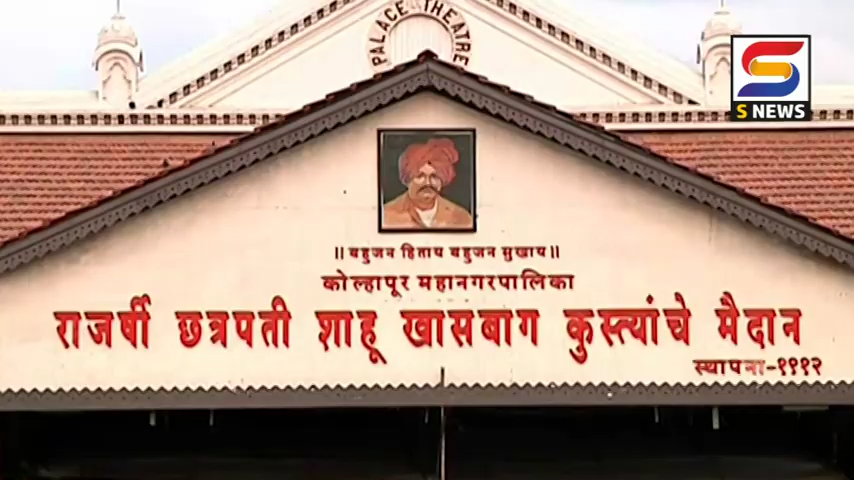 PALACE THEATRE
S NEWS
॥ बहुजन हिताय बहुजन सुखाय ॥
कोल्हापूर महानगरपालिका
राजर्षी छत्रपती शाहू खासबाग कुस्त्यांचे मैदान
स्थापना-१९१२